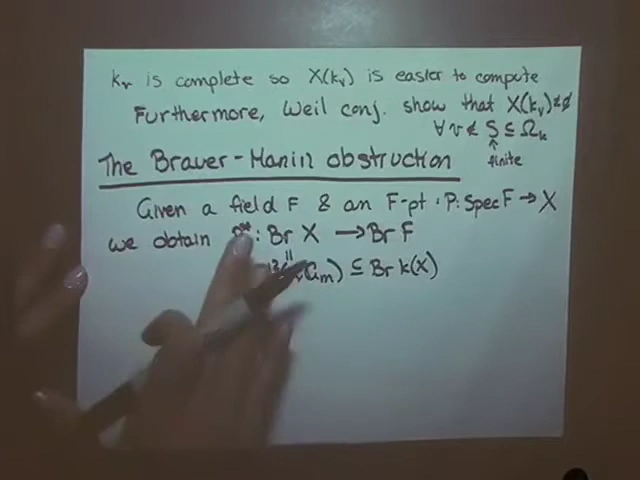 k_v is complete so X(k_v) is easier to compute
Furthermore, Weil conj. show that X(k_v) ≠ ∅
∀ v ∉ S ⊆ Ω_k
↑
finite
The Brauer-Manin obstruction
Given a field F & an F-pt P: Spec F → X
we obtain : Br X → Br F
||
(G_m) ⊆ Br k(X)